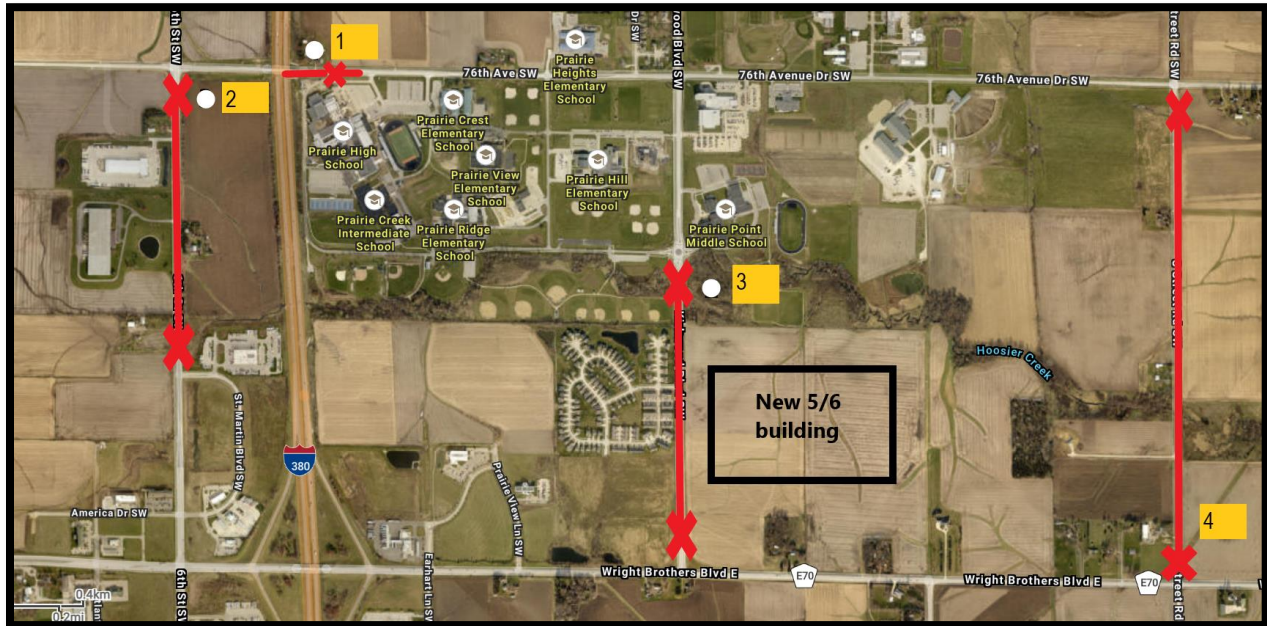 1
2
3
4
6th St SW
76th Ave SW
76th Avenue Dr SW
76th Avenue Dr SW
Prairie
Heights
Elementary
School
Prairie Crest
Elementary
School
Prairie High
School
Prairie View
Elementary
School
Prairie Hill
Elementary
School
Prairie Creek
Intermediate
School
Prairie Ridge
Elementary
School
Prairie Point
Middle School
Hoosier Creek
New 5/6
building
St. Martin Blvd SW
380
America Dr SW
Prairie View Ln SW
Earhart Ln SW
Wright Brothers Blvd E
E70
Wright Brothers Blvd E
E70
0.4km
0.2mi